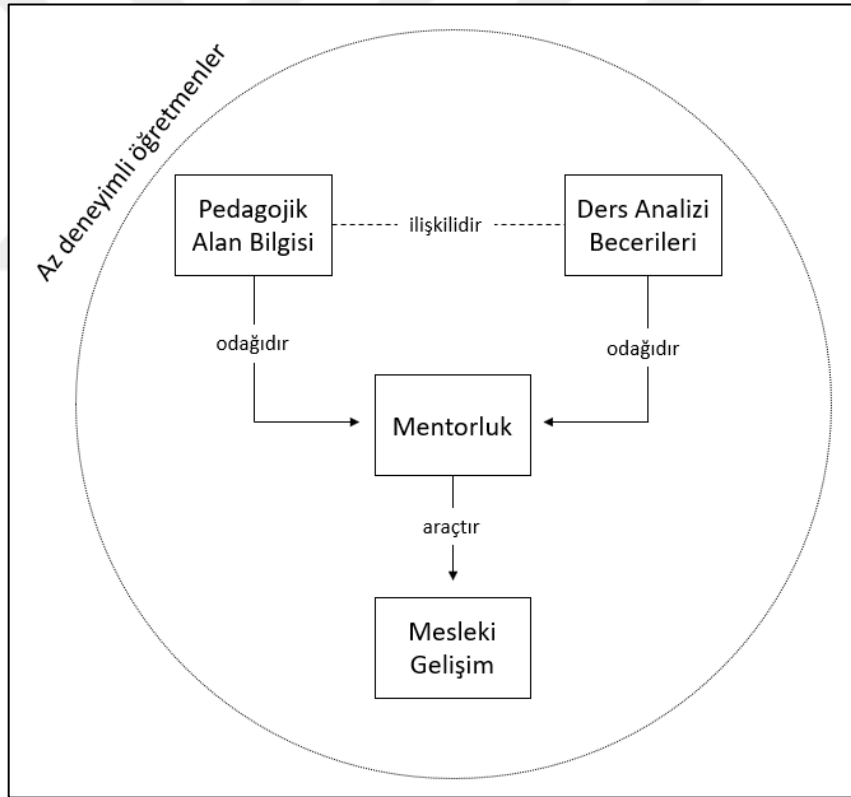 Az deneyimli öğretmenler
Pedagojik
Alan Bilgisi
ilişkilidir
Ders Analizi
Becerileri
odağıdır
odağıdır
Mentorluk
araçtır
Mesleki
Gelişim